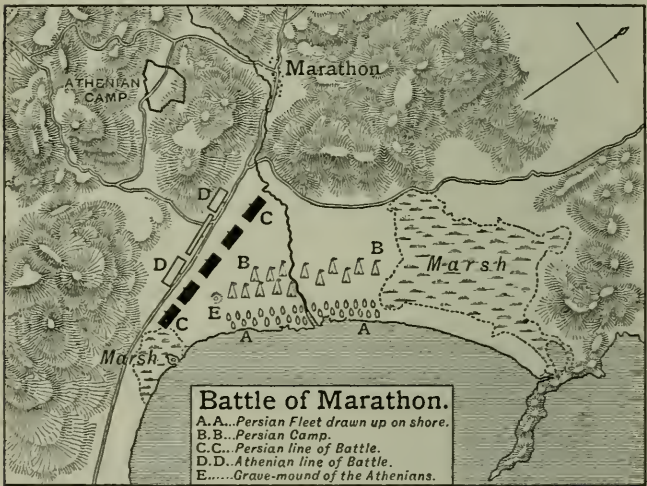 Marathon
ATHENIAN
CAMP
D
C
D
B
B
Marsh
E
C
A
A
Marsh
Battle of Marathon.
A.A...Persian Fleet drawn up on shore.
B.B...Persian Camp.
C.C...Persian line of Battle.
D.D..Athenian line of Battle.
E......Grave-mound of the Athenians.